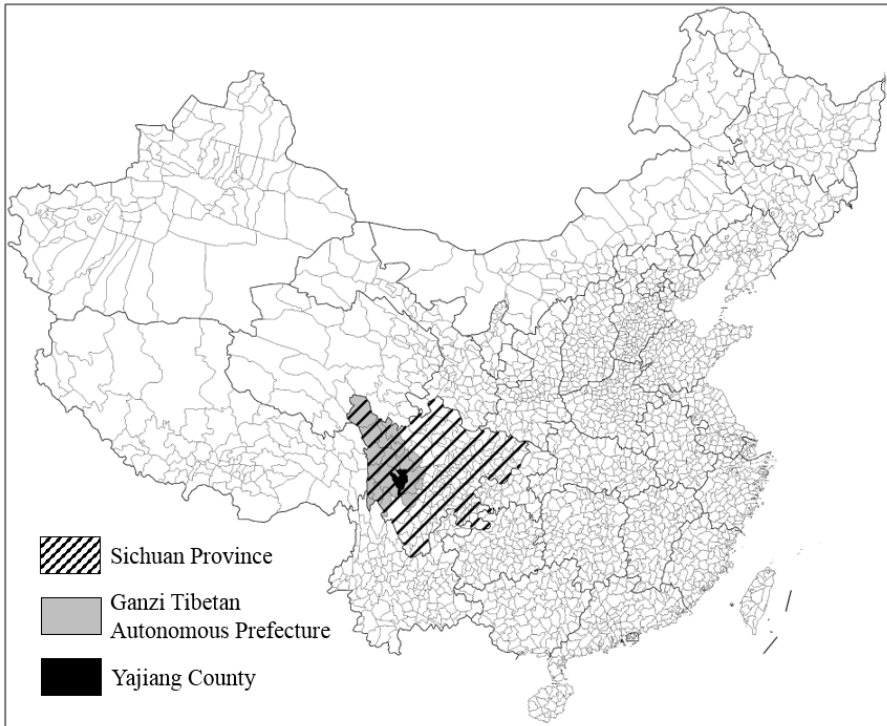 Sichuan Province
Ganzi Tibetan
Autonomous Prefecture
Yajiang County